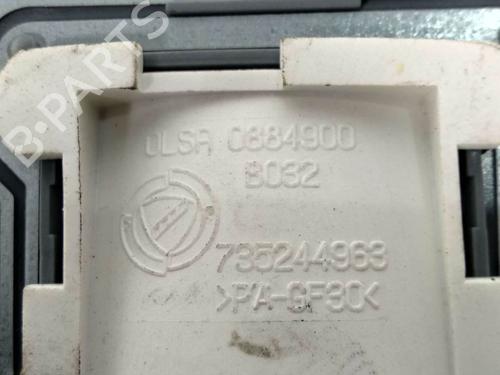 OLSA 0884900
B032
735244963
>PA-GF30<
B-PARTS